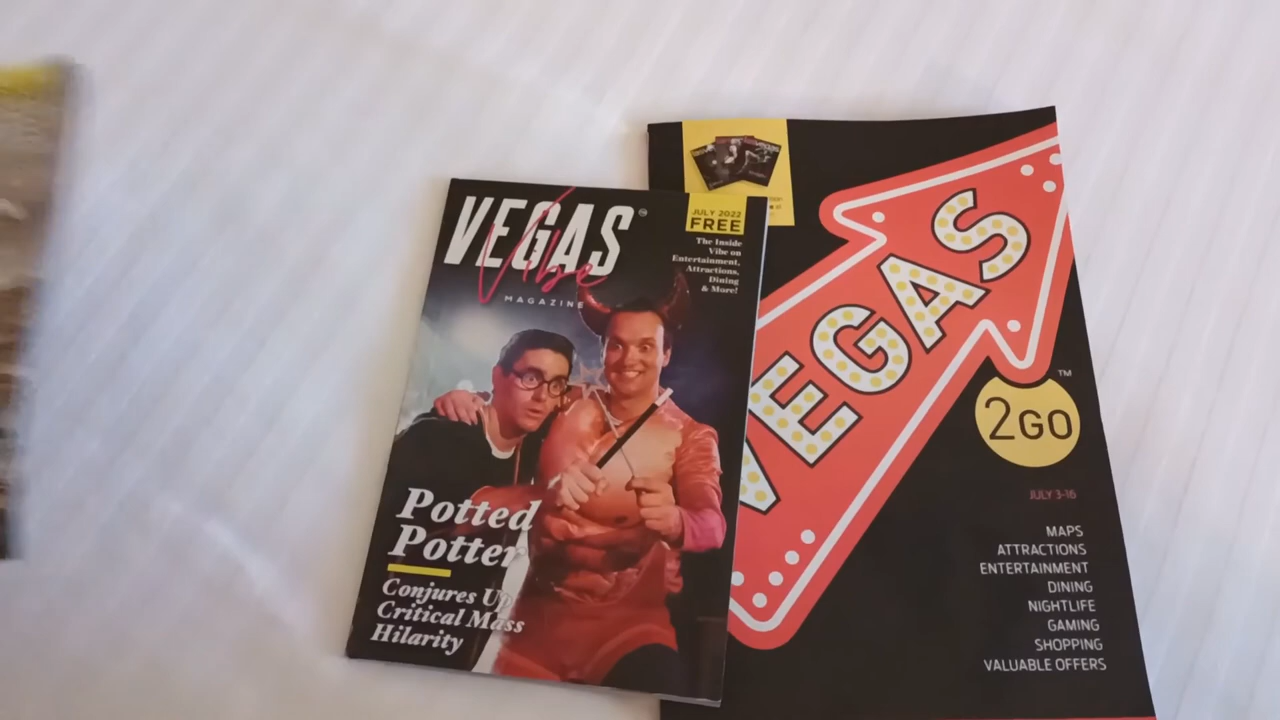 VEGAS
Vibe
MAGAZINE
JULY 2022
FREE
The Inside
Vibe on
Entertainment,
Attractions,
Dining
& More!
Potted
Potter
Conjures Up
Critical Mass
Hilarity
VEGAS
2GO
TM
JULY 3-16
MAPS
ATTRACTIONS
ENTERTAINMENT
DINING
NIGHTLIFE
GAMING
SHOPPING
VALUABLE OFFERS